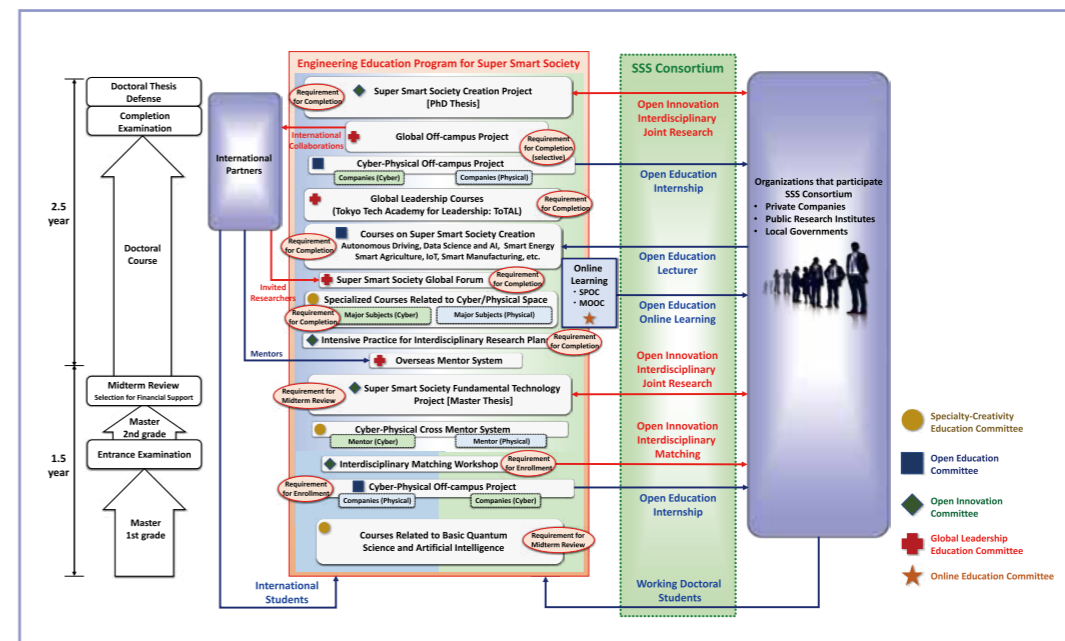 Doctoral Thesis
Defense
Completion
Examination
2.5
year
Doctoral
Course
Midterm Review
Selection for Financial Support
Master
2nd grade
Entrance Examination
1.5
year
Master
1st grade
International
Partners
International
Collaborations
Invited
Researchers
Mentors
International
Students
Engineering Education Program for Super Smart Society
Requirement
for Completion
Super Smart Society Creation Project
[PhD Thesis]
Global Off-campus Project
Requirement
for Completion
(selective)
Cyber-Physical Off-campus Project
Companies (Cyber)
Companies (Physical)
Global Leadership Courses
(Tokyo Tech Academy for Leadership: ToTAL)
Requirement
for Completion
Requirement
for Completion
Courses on Super Smart Society Creation
Autonomous Driving, Data Science and AI, Smart Energy
Smart Agriculture, IoT, Smart Manufacturing, etc.
Super Smart Society Global Forum
Requirement
for Completion
Specialized Courses Related to Cyber/Physical Space
Requirement
for Completion
Major Subjects (Cyber)
Major Subjects (Physical)
Intensive Practice for Interdisciplinary Research Plan
Requirement
for Completion
Overseas Mentor System
Requirement for
Midterm Review
Super Smart Society Fundamental Technology
Project [Master Thesis]
Cyber-Physical Cross Mentor System
Mentor (Cyber)
Mentor (Physical)
Interdisciplinary Matching Workshop
Requirement
for Enrollment
Requirement
for Enrollment
Cyber-Physical Off-campus Project
Companies (Physical)
Companies (Cyber)
Courses Related to Basic Quantum
Science and Artificial Intelligence
Requirement for
Midterm Review
Online
Learning
・SPOC
・MOOC
SSS Consortium
Open Innovation
Interdisciplinary
Joint Research
Open Education
Internship
Open Education
Lecturer
Open Education
Online Learning
Open Innovation
Interdisciplinary
Joint Research
Open Innovation
Interdisciplinary
Matching
Open Education
Internship
Working Doctoral
Students
Organizations that participate
SSS Consortium
• Private Companies
• Public Research Institutes
• Local Governments
Specialty-Creativity
Education Committee
Open Education
Committee
Open Innovation
Committee
Global Leadership
Education Committee
Online Education Committee